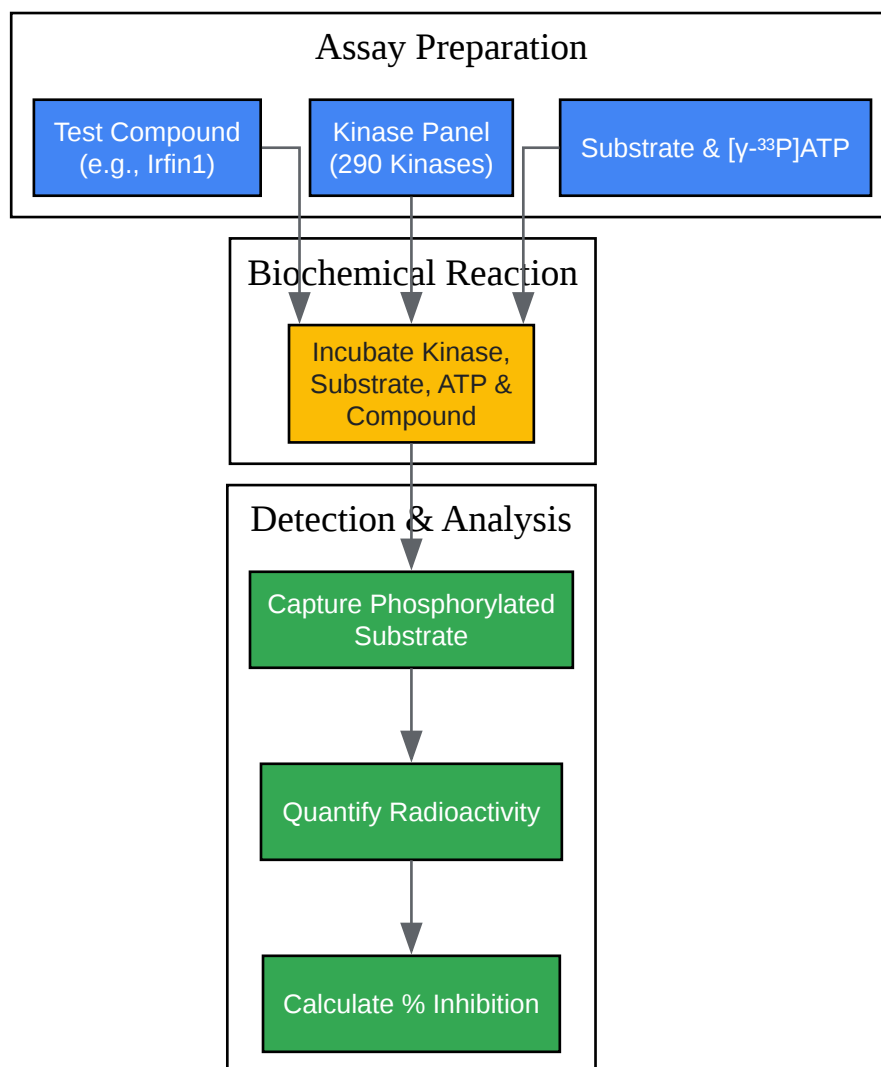 Assay Preparation
Test Compound
(e.g., Irfin1)
Kinase Panel
(290 Kinases)
Substrate & [γ-³³P]ATP
Biochemical Reaction
Incubate Kinase,
Substrate, ATP &
Compound
Detection & Analysis
Capture Phosphorylated
Substrate
Quantify Radioactivity
Calculate % Inhibition